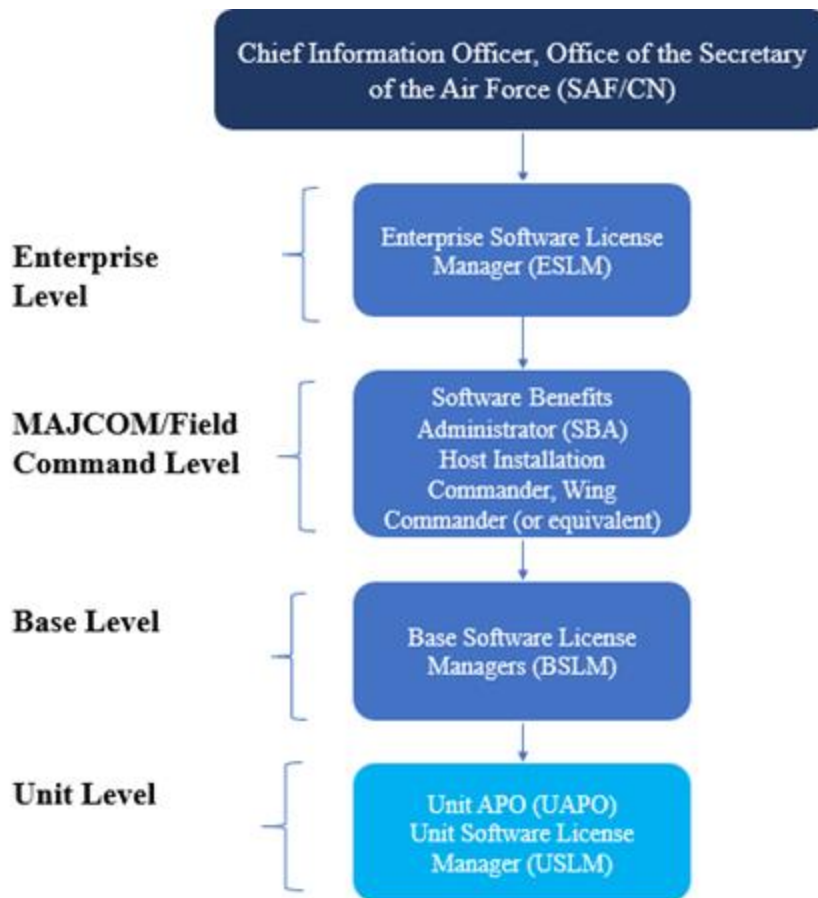 Chief Information Officer, Office of the Secretary
of the Air Force (SAF/CN)
Enterprise
Level
Enterprise Software License
Manager (ESLM)
MAJCOM/Field
Command Level
Software Benefits
Administrator (SBA)
Host Installation
Commander, Wing
Commander (or equivalent)
Base Level
Base Software License
Managers (BSLM)
Unit Level
Unit APO (UAPO)
Unit Software License
Manager (USLM)